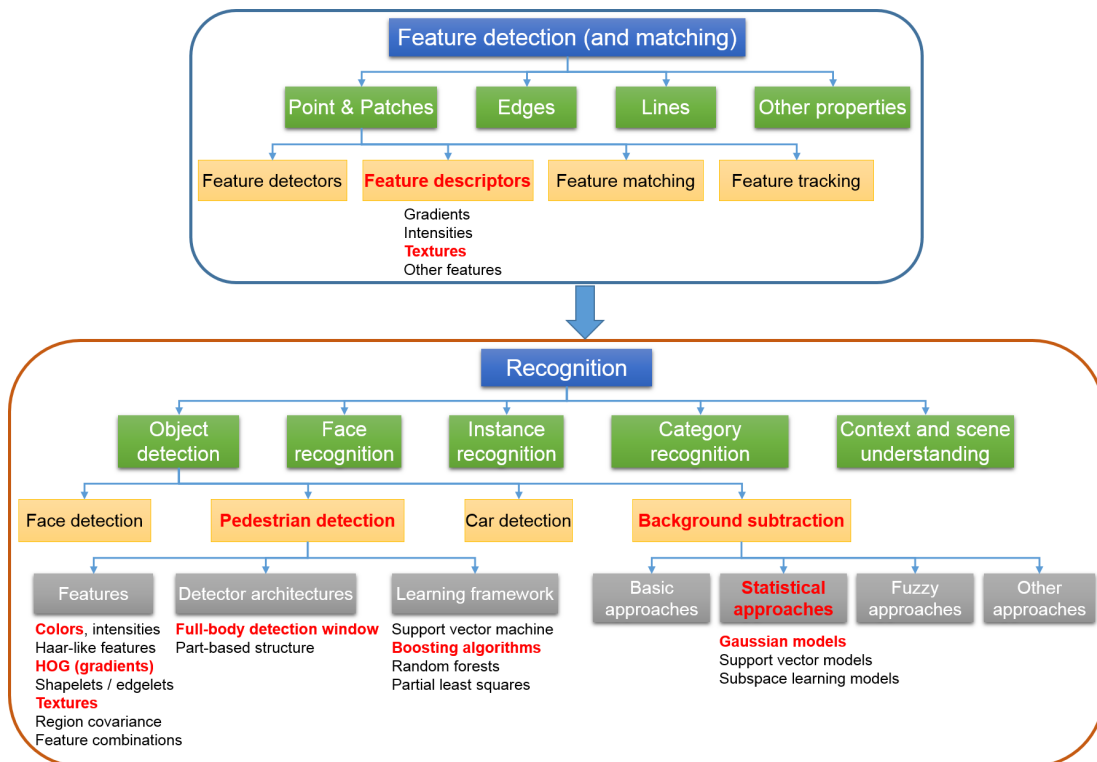 Feature detection (and matching)
Point & Patches
Edges
Lines
Other properties
Feature detectors
Feature descriptors
Feature matching
Feature tracking
Gradients
Intensities
Textures
Other features
Recognition
Object
detection
Face
recognition
Instance
recognition
Category
recognition
Context and scene
understanding
Face detection
Pedestrian detection
Car detection
Background subtraction
Features
Detector architectures
Learning framework
Basic
approaches
Statistical
approaches
Fuzzy
approaches
Other
approaches
Colors, intensities
Haar-like features
HOG (gradients)
Shapelets / edgelets
Textures
Region covariance
Feature combinations
Full-body detection window
Part-based structure
Support vector machine
Boosting algorithms
Random forests
Partial least squares
Gaussian models
Support vector models
Subspace learning models